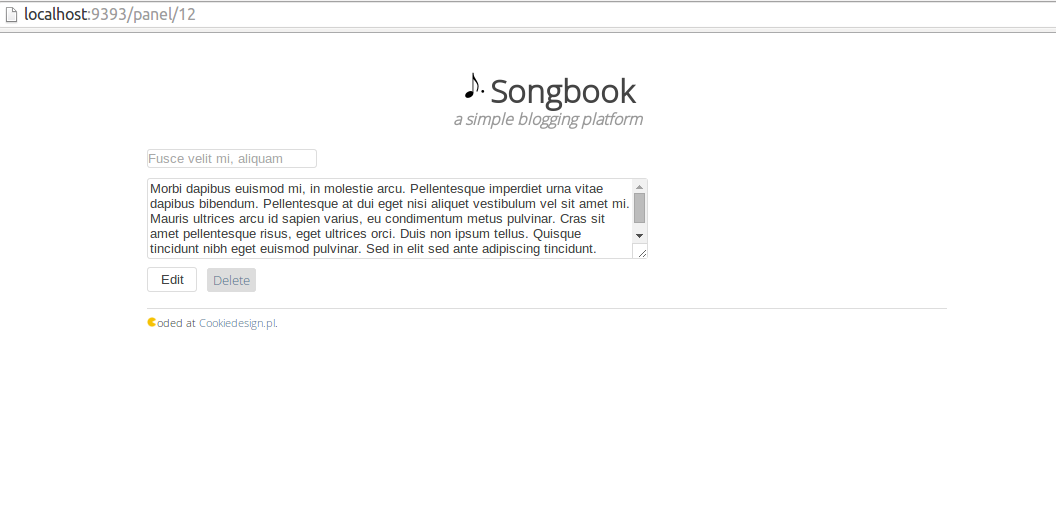 localhost:9393/panel/12
Songbook
a simple blogging platform
Fusce velit mi, aliquam
Morbi dapibus euismod mi, in molestie arcu. Pellentesque imperdiet urna vitae
dapibus bibendum. Pellentesque at dui eget nisi aliquet vestibulum vel sit amet mi.
Mauris ultrices arcu id sapien varius, eu condimentum metus pulvinar. Cras sit
amet pellentesque risus, eget ultrices orci. Duis non ipsum tellus. Quisque
tincidunt nibh eget euismod pulvinar. Sed in elit sed ante adipiscing tincidunt.
Edit Delete
oded at Cookiedesign.pl.